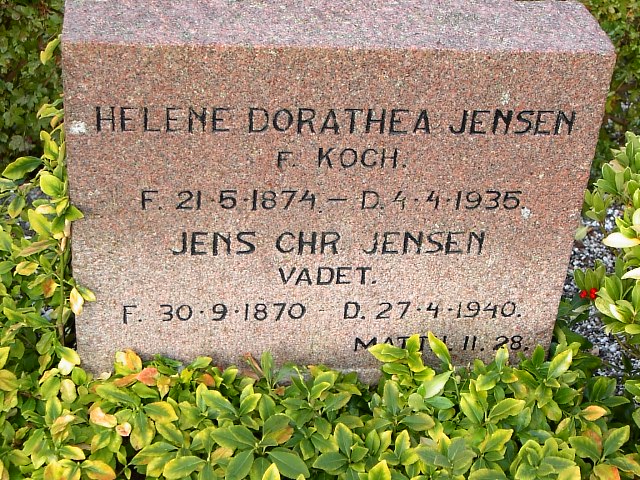 HELENE DORATHEA JENSEN
F. KOCH.
F. 21·5·1874. – D. 4·4·1935.
JENS CHR JENSEN
VADET.
F. 30·9·1870 · D. 27·4·1940.
MATT. 11. 28.